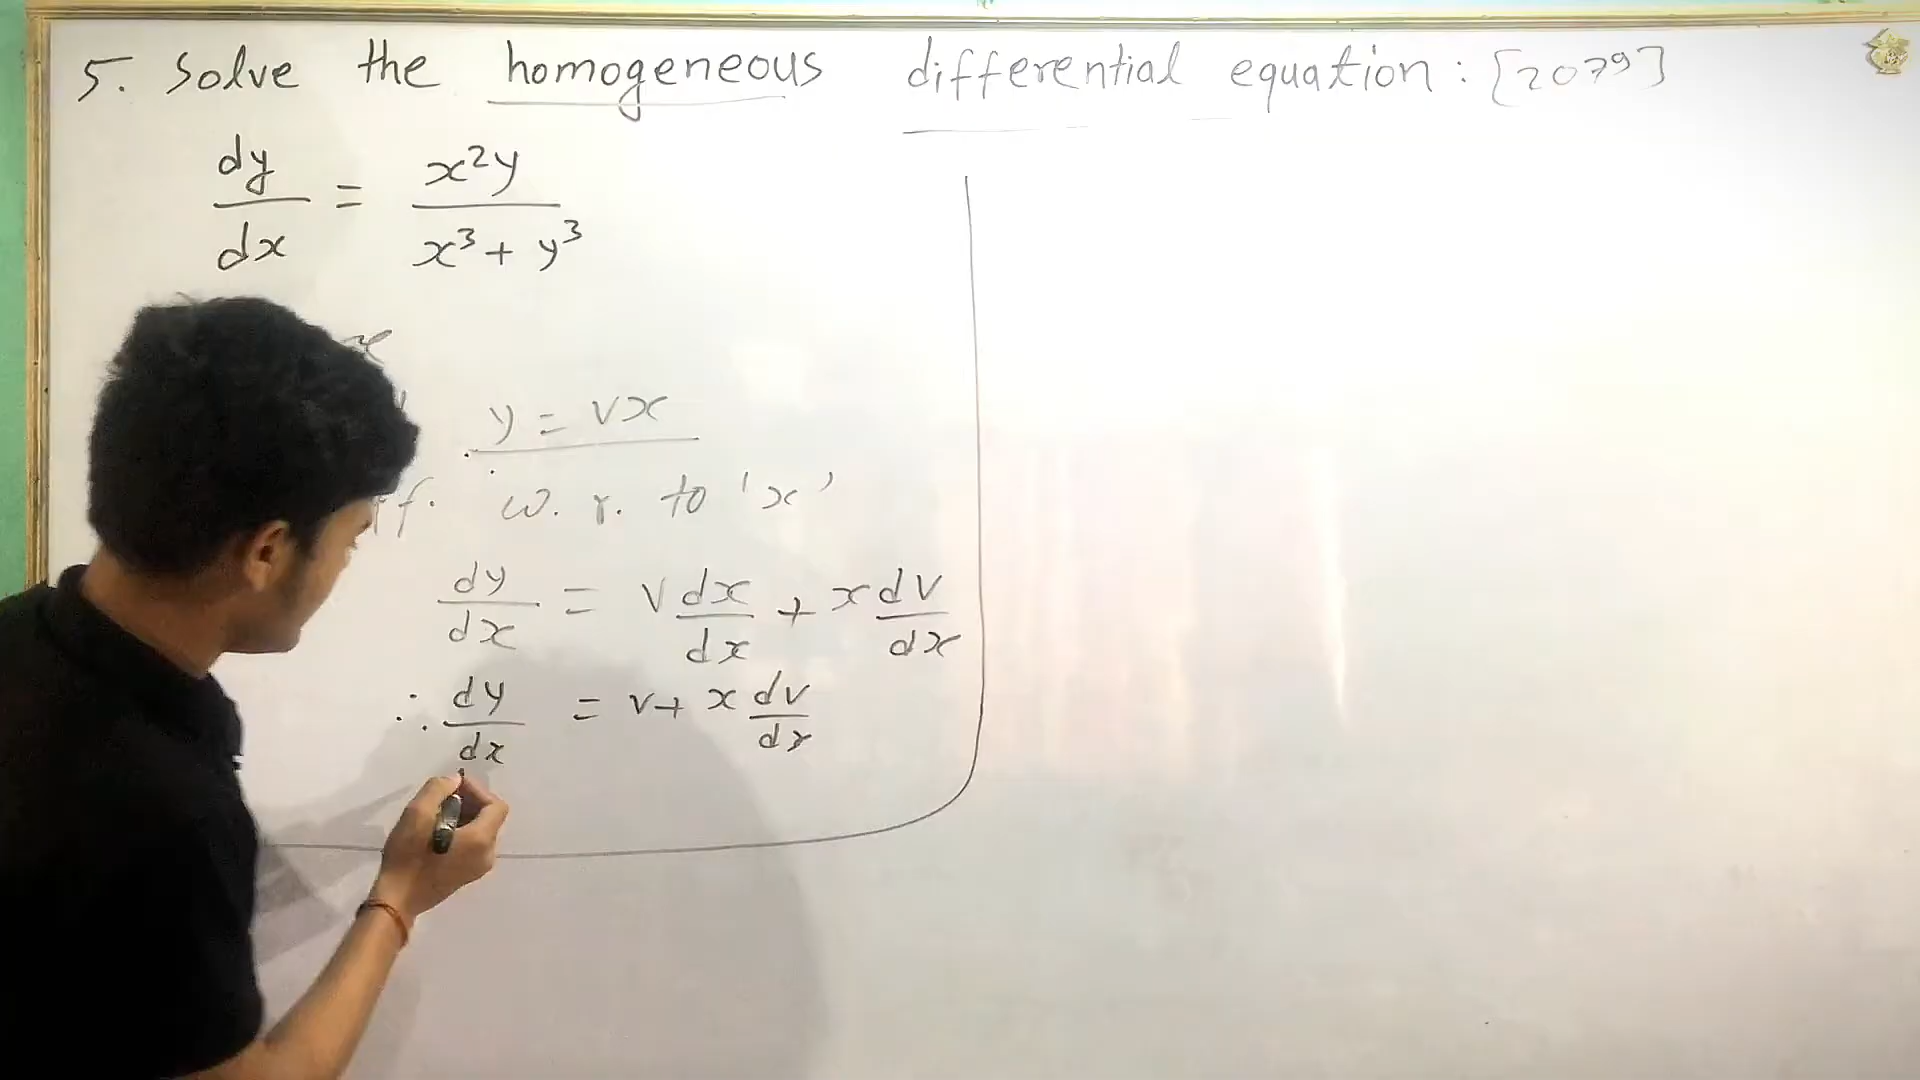 5. Solve the homogeneous differential equation: [2079]
dy/dx = x²y/(x³ + y³)
y = vx
w. r. to 'x'
dy/dx = v dx/dx + x dv/dx
∴ dy/dx = v + x dv/dx